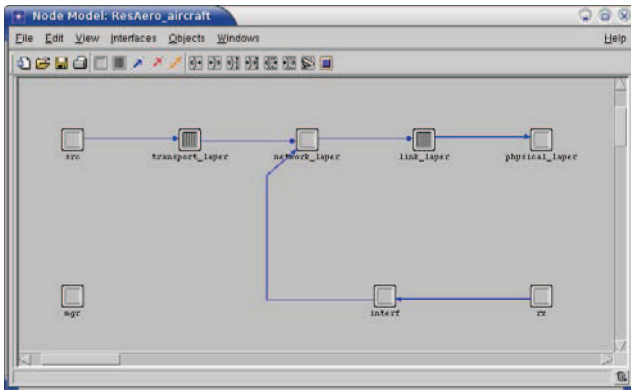 Node Model: ResAero_aircraft
File Edit View Interfaces Objects Windows Help
src transport_layer network_layer link_layer physical_layer
mgr interf rx